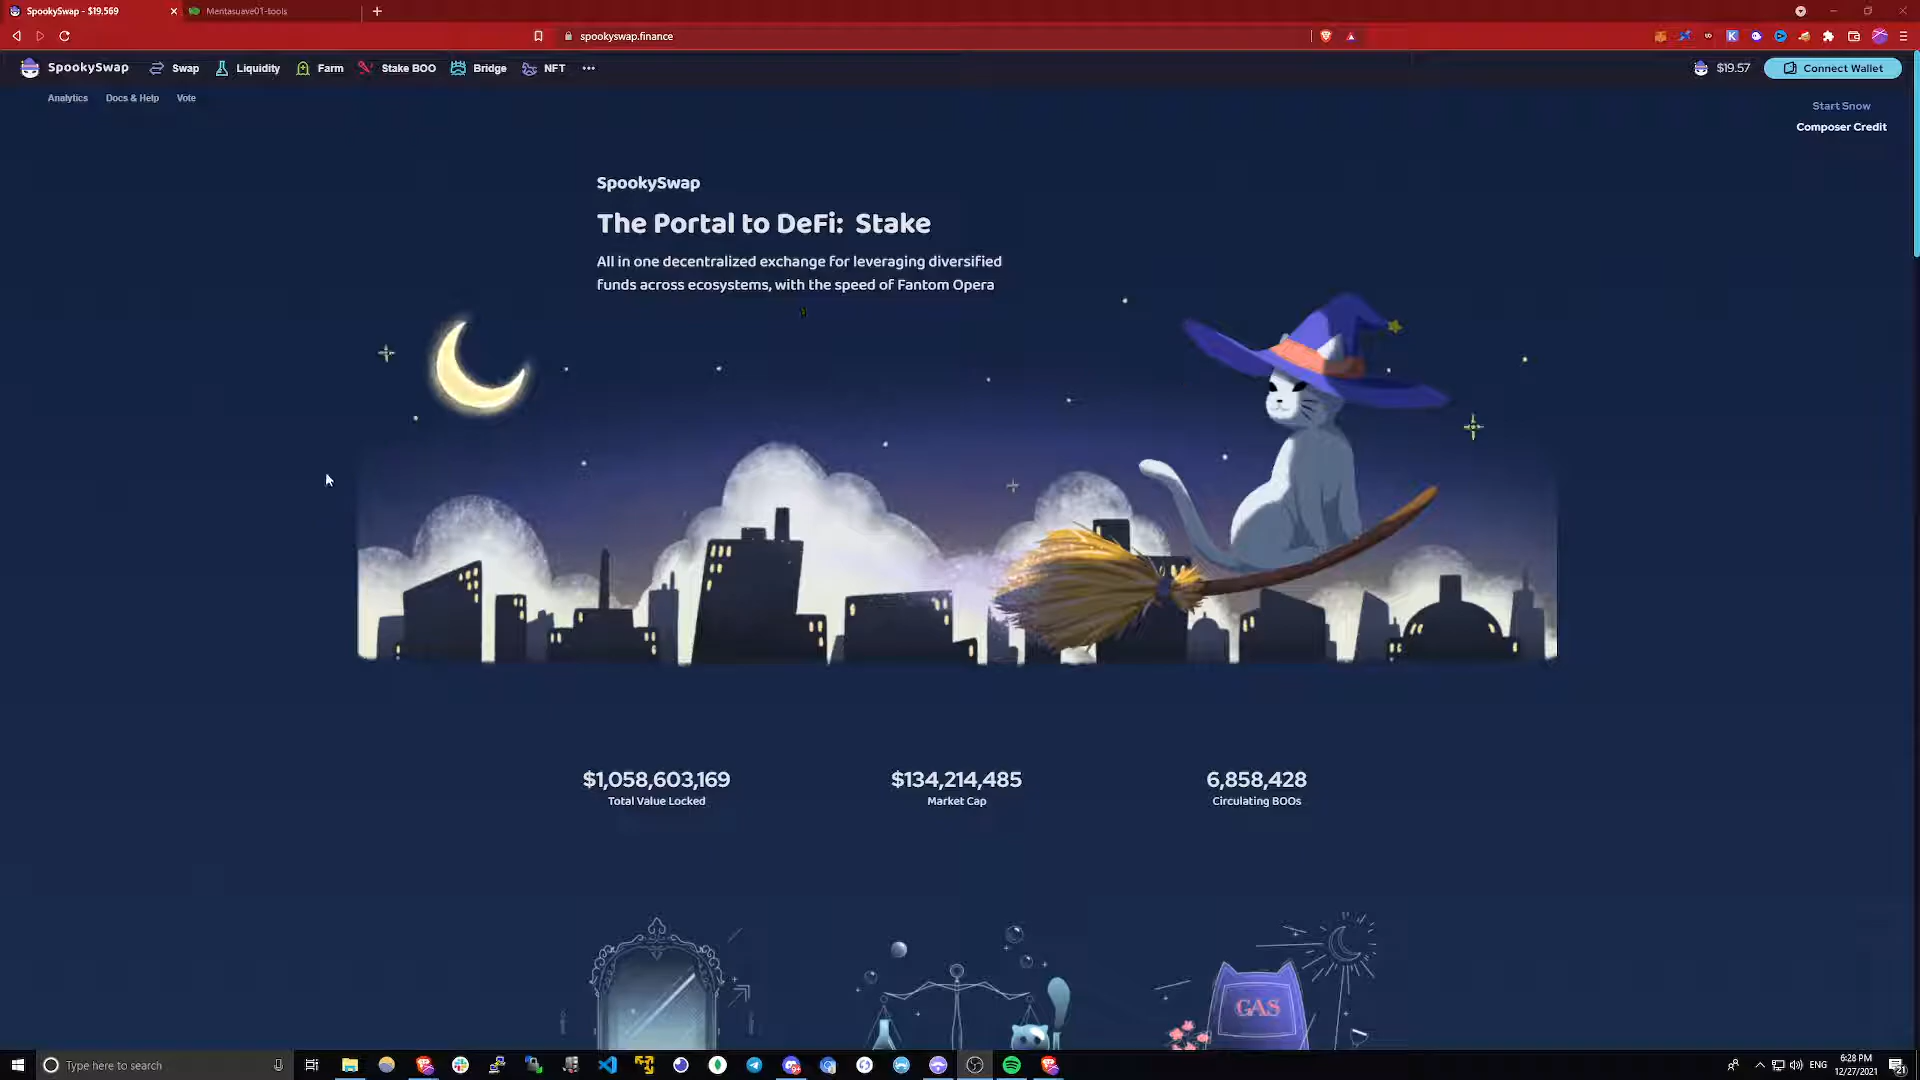 SpookySwap - $19.569
Mentasuave01-tools
spookyswap.finance
SpookySwap
Swap
Liquidity
Farm
Stake BOO
Bridge
NFT
$19.57
Connect Wallet
Analytics
Docs & Help
Vote
Start Snow
Composer Credit
SpookySwap
The Portal to DeFi: Stake
All in one decentralized exchange for leveraging diversified
funds across ecosystems, with the speed of Fantom Opera
$1,058,603,169
Total Value Locked
$134,214,485
Market Cap
6,858,428
Circulating BOOs
GAS
Type here to search
ENG
6:28 PM
12/27/2021
21